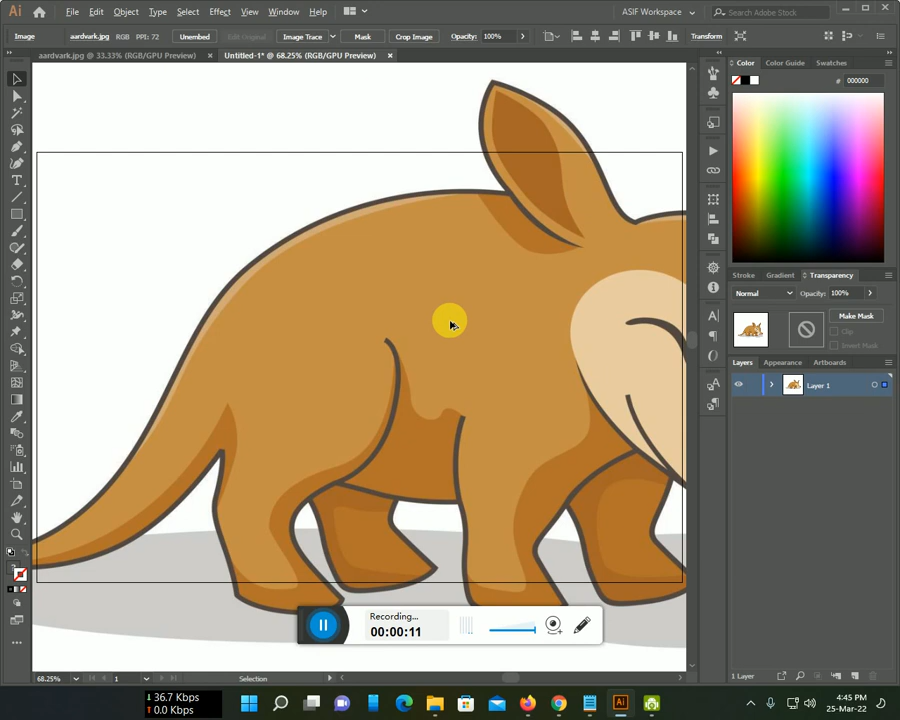 Ai File Edit Object Type Select Effect View Window Help ASIF Workspace Search Adobe Stock
Image aardvark.jpg RGB PPI: 72 Unembed Edit Original Image Trace Mask Crop Image Opacity: 100% Transform
aardvark.jpg @ 33.33% (RGB/GPU Preview) × Untitled-1* @ 68.25% (RGB/GPU Preview) ×
Color Color Guide Swatches
# 000000
Stroke Gradient Transparency
Normal Opacity: 100%
Make Mask
Clip
Invert Mask
Layers Appearance Artboards
Layer 1
Recording...
00:00:11
1 Layer
68.25% 1 Selection
36.7 Kbps
0.0 Kbps
Ai
4:45 PM
25-Mar-22